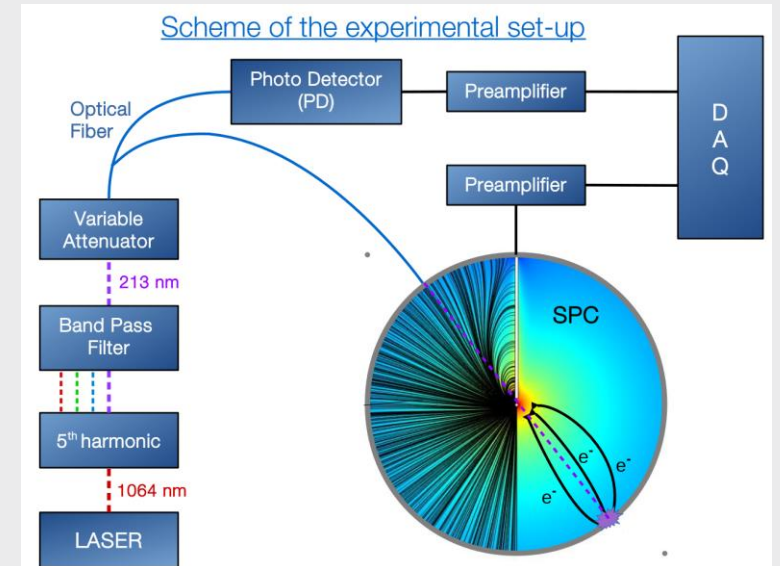 Scheme of the experimental set-up
Photo Detector
(PD)
Preamplifier
D
A
Q
Optical
Fiber
Preamplifier
Variable
Attenuator
213 nm
SPC
Band Pass
Filter
5th harmonic
e-
e-
e-
1064 nm
LASER